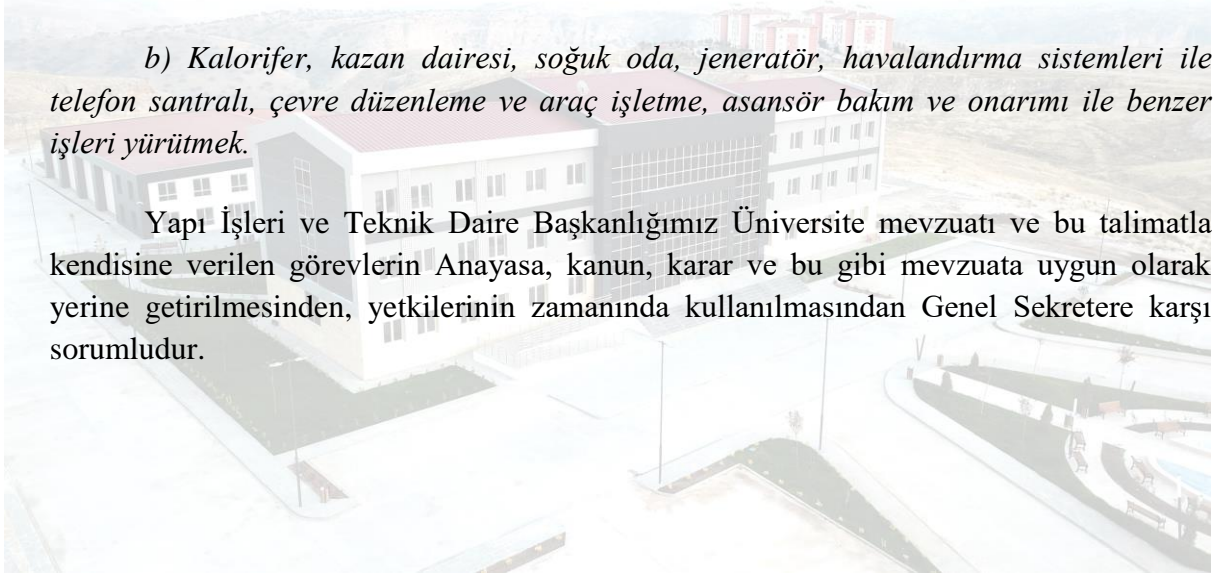 b) Kalorifer, kazan dairesi, soğuk oda, jeneratör, havalandırma sistemleri ile
telefon santralı, çevre düzenleme ve araç işletme, asansör bakım ve onarımı ile benzer
işleri yürütmek.
Yapı İşleri ve Teknik Daire Başkanlığımız Üniversite mevzuatı ve bu talimatla
kendisine verilen görevlerin Anayasa, kanun, karar ve bu gibi mevzuata uygun olarak
yerine getirilmesinden, yetkilerinin zamanında kullanılmasından Genel Sekretere karşı
sorumludur.